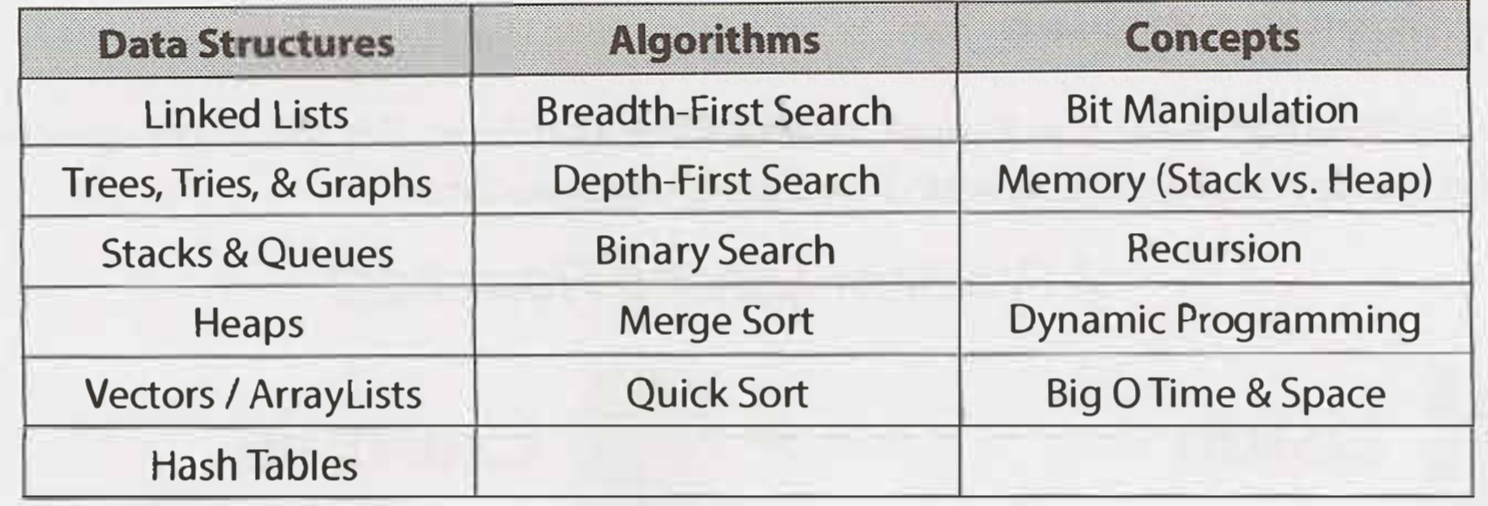 Data Structures Algorithms Concepts
Linked Lists Breadth-First Search Bit Manipulation
Trees, Tries, & Graphs Depth-First Search Memory (Stack vs. Heap)
Stacks & Queues Binary Search Recursion
Heaps Merge Sort Dynamic Programming
Vectors / ArrayLists Quick Sort Big O Time & Space
Hash Tables